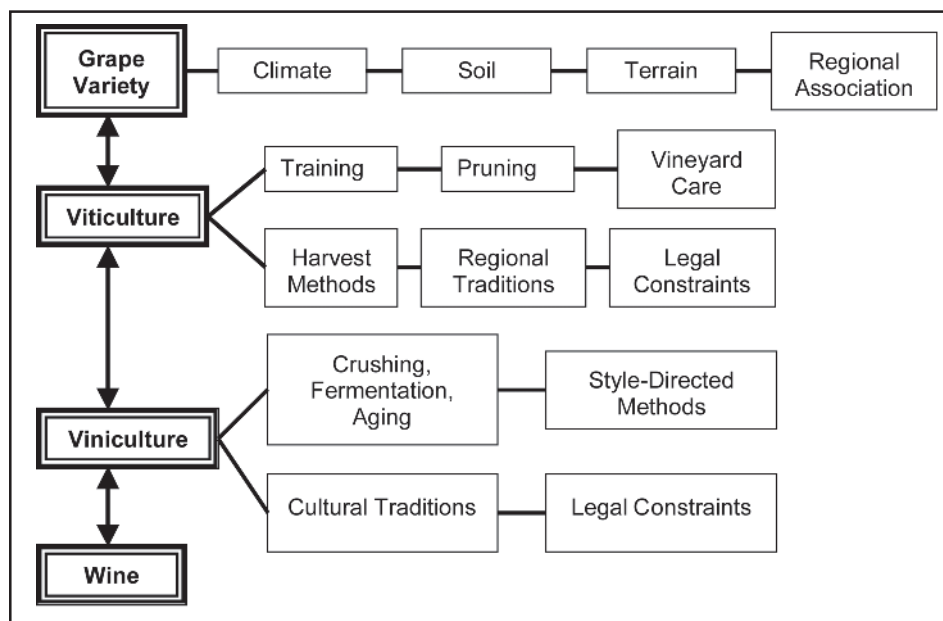 Grape
Variety
Climate
Soil
Terrain
Regional
Association
Viticulture
Training
Pruning
Vineyard
Care
Harvest
Methods
Regional
Traditions
Legal
Constraints
Viniculture
Crushing,
Fermentation,
Aging
Style-Directed
Methods
Cultural Traditions
Legal Constraints
Wine